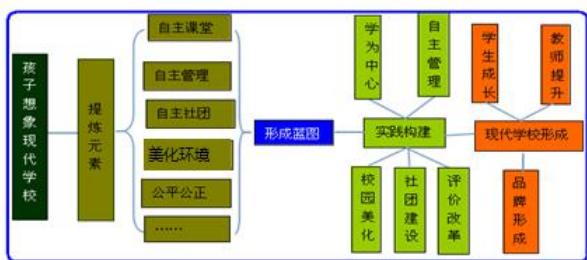 孩子想象现代学校
提炼元素
自主课堂
自主管理
自主社团
美化环境
公平公正
……
形成蓝图
学为中心
自主管理
实践构建
校园美化
社团建设
评价改革
学生成长
教师提升
现代学校形成
品牌形成